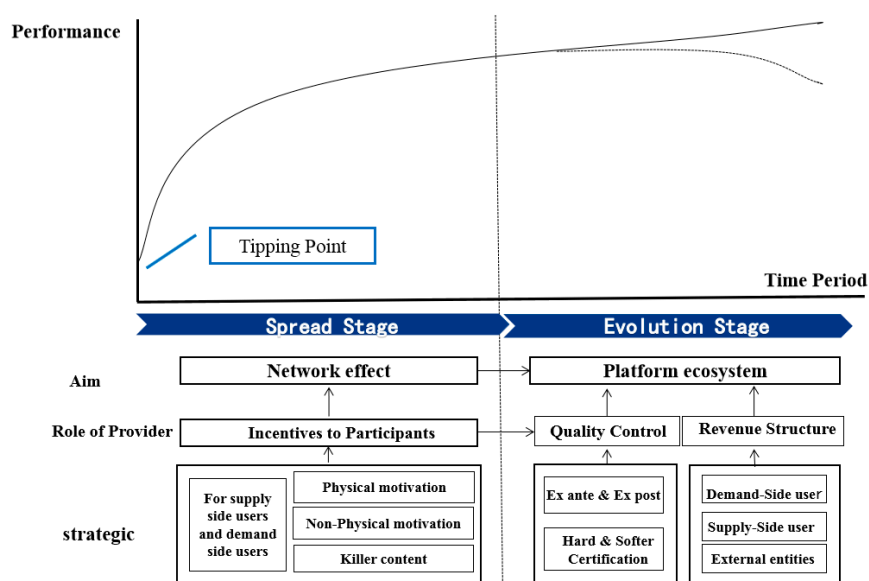 Performance
Tipping Point
Time Period
Spread Stage
Evolution Stage
Aim
Network effect
Platform ecosystem
Role of Provider
Incentives to Participants
Quality Control
Revenue Structure
strategic
For supply
side users
and demand
side users
Physical motivation
Non-Physical motivation
Killer content
Ex ante & Ex post
Hard & Softer
Certification
Demand-Side user
Supply-Side user
External entities